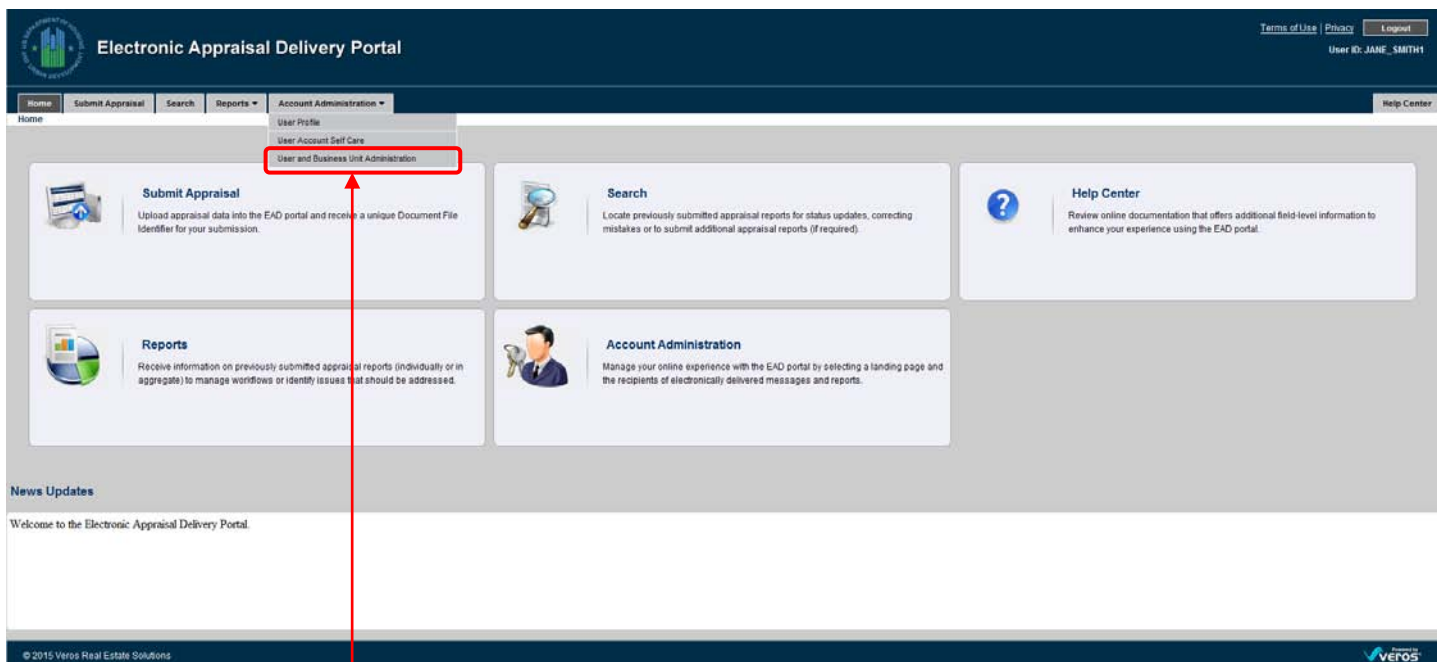 Terms of Use | Privacy Logout
Electronic Appraisal Delivery Portal
User ID: JANE_SMITH1
Home Submit Appraisal Search Reports Account Administration Help Center
Home
User Profile
User Account Self Care
User and Business Unit Administration
Submit Appraisal
Upload appraisal data into the EAD portal and receive a unique Document File
Identifier for your submission.
Search
Locate previously submitted appraisal reports for status updates, correcting
mistakes or to submit additional appraisal reports (if required).
Help Center
Review online documentation that offers additional field-level information to
enhance your experience using the EAD portal.
Reports
Receive information on previously submitted appraisal reports (individually or in
aggregate) to manage workflows or identify issues that should be addressed.
Account Administration
Manage your online experience with the EAD portal by selecting a landing page and
the recipients of electronically delivered messages and reports.
News Updates
Welcome to the Electronic Appraisal Delivery Portal.
© 2015 Veros Real Estate Solutions
Powered by
veros